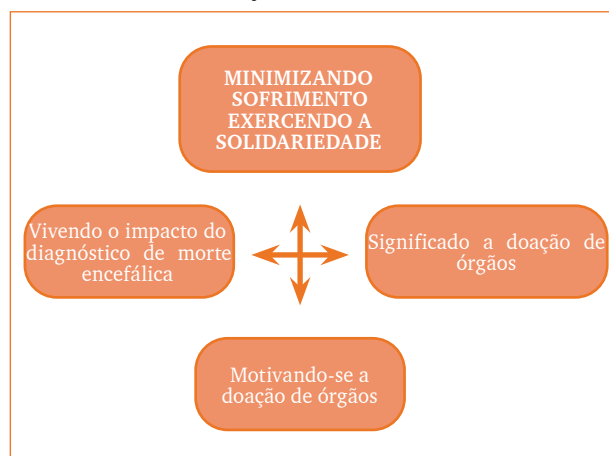 MINIMIZANDO
SOFRIMENTO
EXERCENDO A
SOLIDARIEDADE
Vivendo o impacto do
diagnóstico de morte
encefálica
Significado a doação de
órgãos
Motivando-se a
doação de órgãos